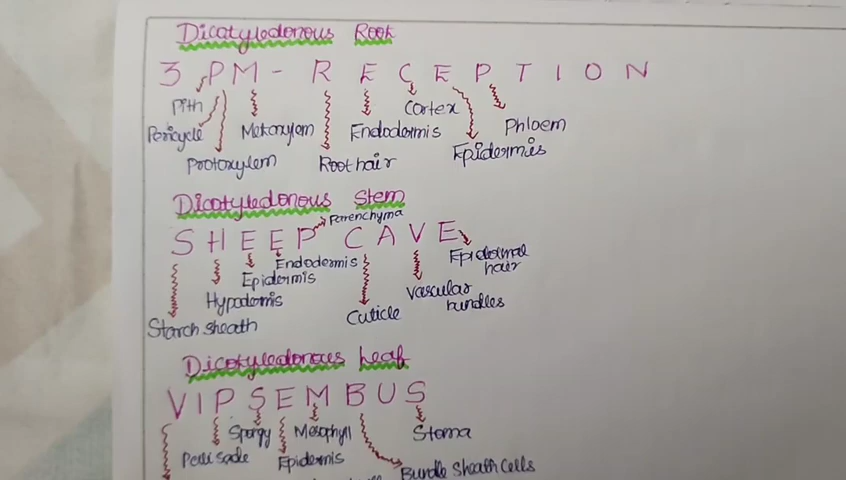 Dicotyledonous Root
3 PM - R E C E P T I O N
Pith Cortex
Pericycle Metaxylem Endodermis Phloem
Protoxylem Root hair Epidermis
Dicotyledonous Stem
Parenchyma
S H E E P C A V E
Endodermis Epidermal hair
Epidermis
Hypodermis Vascular bundles
Starch sheath Cuticle
Dicotyledonous Leaf
V I P S E M B U S
Spongy Mesophyll Stoma
Palisade Epidermis
Bundle Sheath Cells